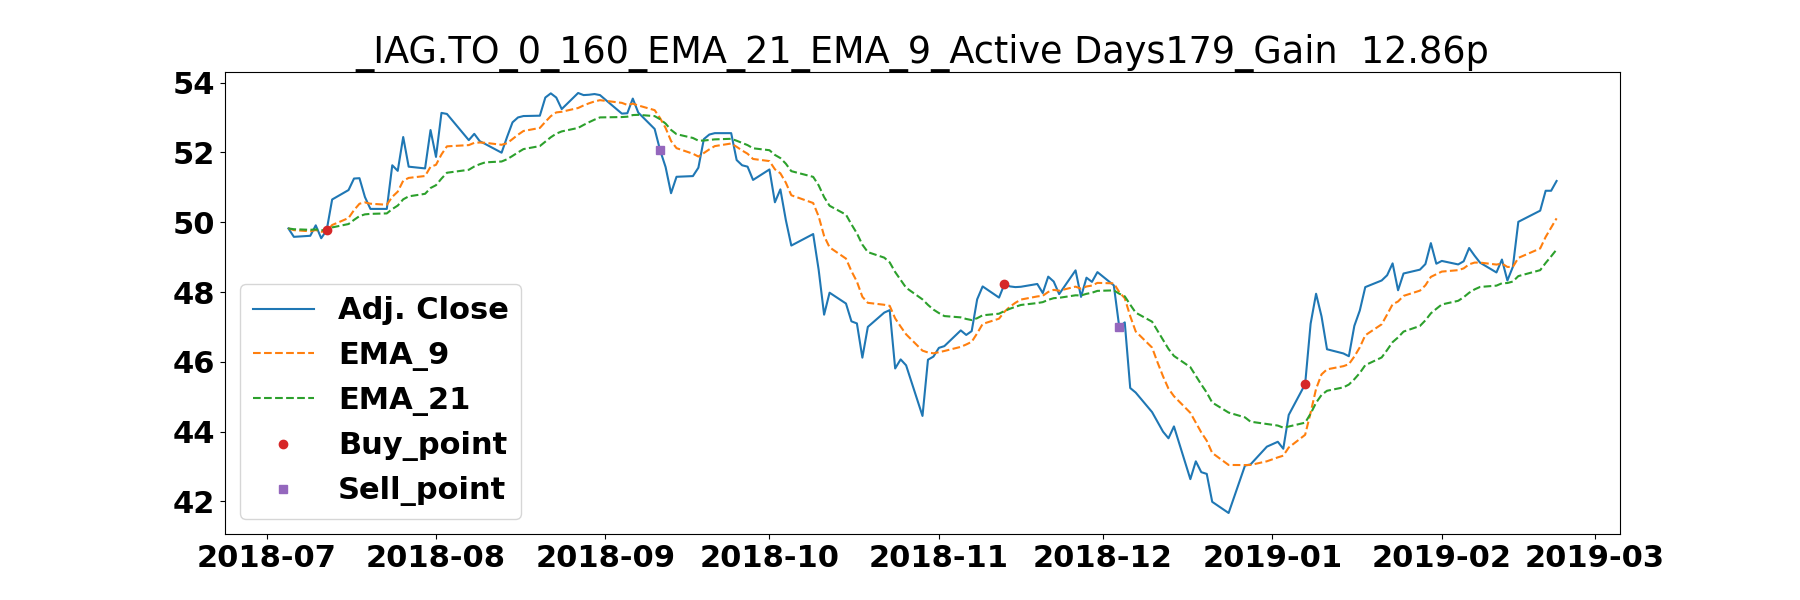 _IAG.TO_0_160_EMA_21_EMA_9_Active Days179_Gain  12.86p
54
52
50
48
46
44
42
Adj. Close
EMA_9
EMA_21
Buy_point
Sell_point
2018-07 2018-08 2018-09 2018-10 2018-11 2018-12 2019-01 2019-02 2019-03